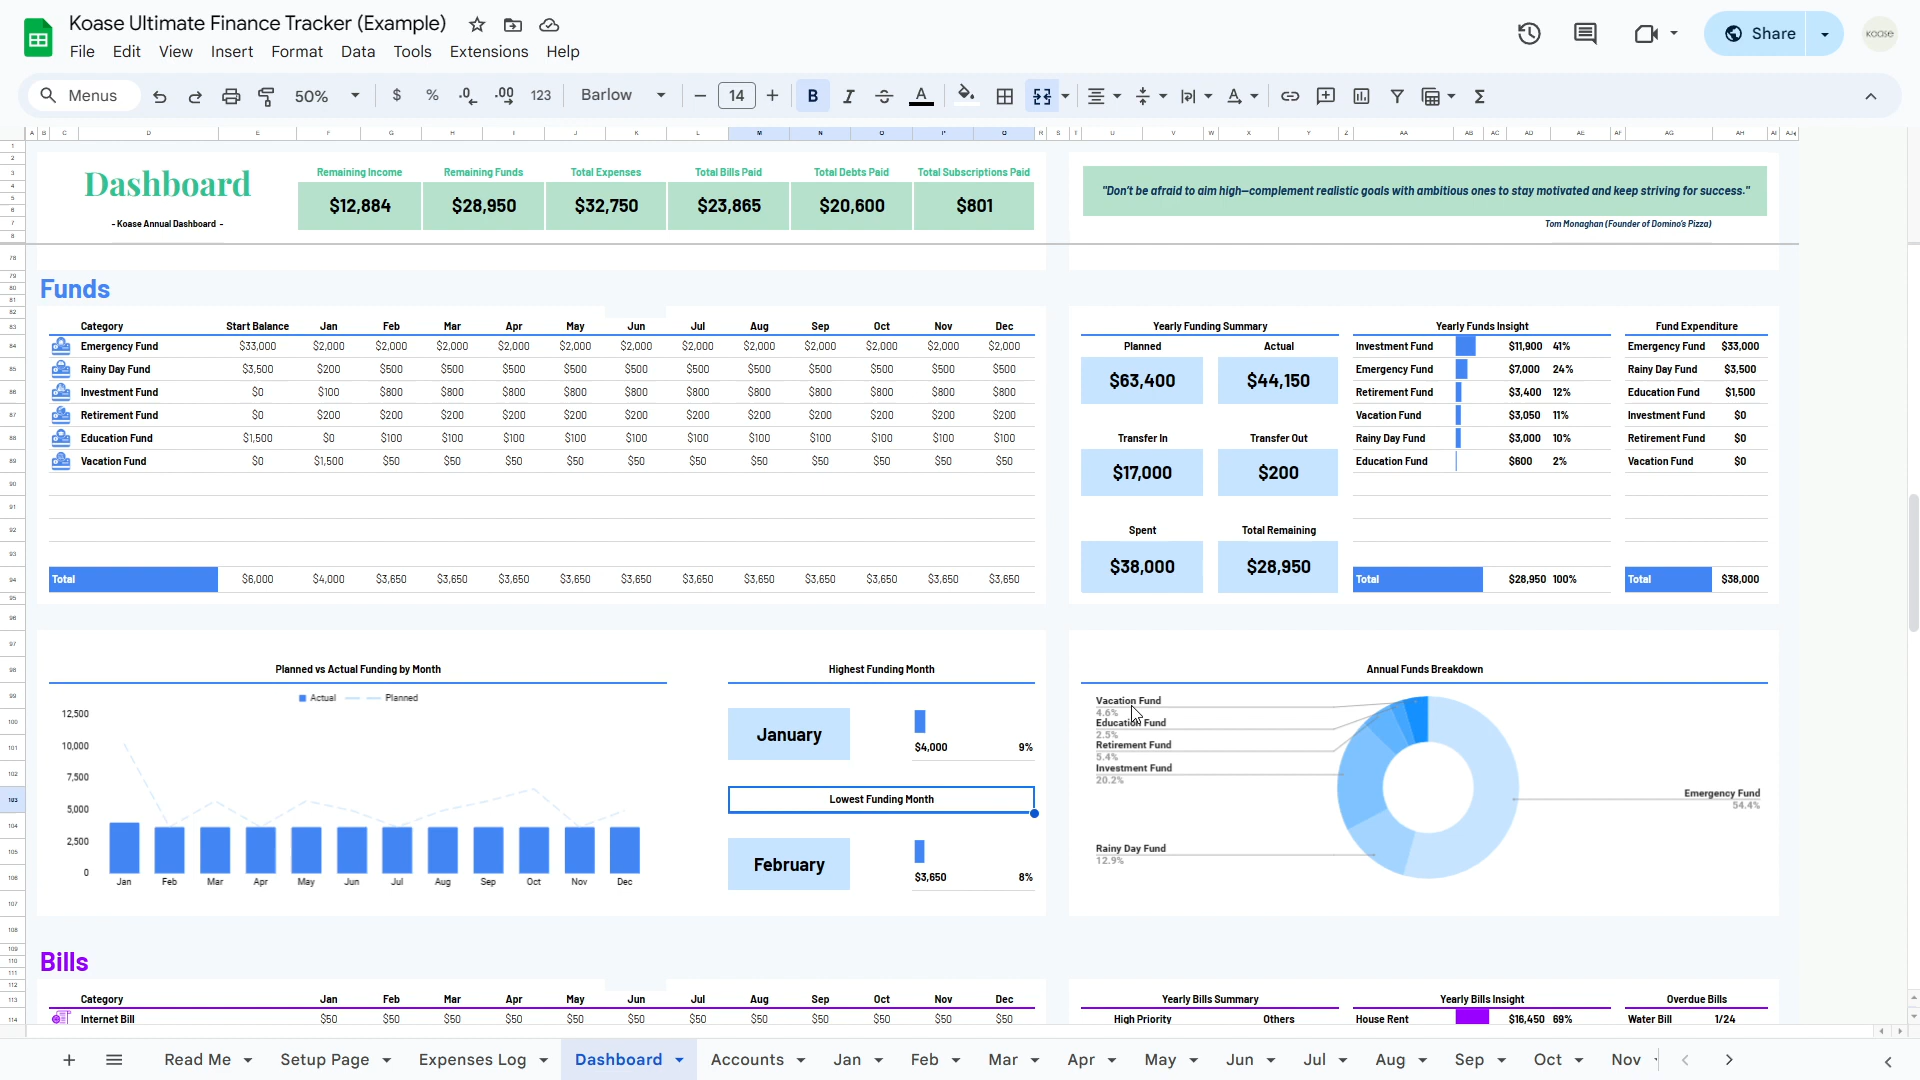 Koase Ultimate Finance Tracker (Example)
File Edit View Insert Format Data Tools Extensions Help
Share
koase
Menus 50% $ % .0 .00 123 Barlow 14 B I A Σ
Dashboard
- Koase Annual Dashboard -
Remaining Income Remaining Funds Total Expenses Total Bills Paid Total Debts Paid Total Subscriptions Paid
$12,884 $28,950 $32,750 $23,865 $20,600 $801
"Don't be afraid to aim high—complement realistic goals with ambitious ones to stay motivated and keep striving for success."
Tom Monaghan (Founder of Domino's Pizza)
Funds
Category Start Balance Jan Feb Mar Apr May Jun Jul Aug Sep Oct Nov Dec
Emergency Fund $33,000 $2,000 $2,000 $2,000 $2,000 $2,000 $2,000 $2,000 $2,000 $2,000 $2,000 $2,000 $2,000
Rainy Day Fund $3,500 $200 $500 $500 $500 $500 $500 $500 $500 $500 $500 $500 $500
Investment Fund $0 $100 $800 $800 $800 $800 $800 $800 $800 $800 $800 $800 $800
Retirement Fund $0 $200 $200 $200 $200 $200 $200 $200 $200 $200 $200 $200 $200
Education Fund $1,500 $0 $100 $100 $100 $100 $100 $100 $100 $100 $100 $100 $100
Vacation Fund $0 $1,500 $50 $50 $50 $50 $50 $50 $50 $50 $50 $50 $50
Total $6,000 $4,000 $3,650 $3,650 $3,650 $3,650 $3,650 $3,650 $3,650 $3,650 $3,650 $3,650 $3,650
Yearly Funding Summary
Planned Actual
$63,400 $44,150
Transfer In Transfer Out
$17,000 $200
Spent Total Remaining
$38,000 $28,950
Yearly Funds Insight
Investment Fund $11,900 41%
Emergency Fund $7,000 24%
Retirement Fund $3,400 12%
Vacation Fund $3,050 11%
Rainy Day Fund $3,000 10%
Education Fund $600 2%
Total $28,950 100%
Fund Expenditure
Emergency Fund $33,000
Rainy Day Fund $3,500
Education Fund $1,500
Investment Fund $0
Retirement Fund $0
Vacation Fund $0
Total $38,000
Planned vs Actual Funding by Month
Actual Planned
12,500
10,000
7,500
5,000
2,500
0
Jan Feb Mar Apr May Jun Jul Aug Sep Oct Nov Dec
Highest Funding Month
January
$4,000 9%
Lowest Funding Month
February
$3,650 8%
Annual Funds Breakdown
Vacation Fund
4.6%
Education Fund
2.5%
Retirement Fund
5.4%
Investment Fund
20.2%
Emergency Fund
54.4%
Rainy Day Fund
12.9%
Bills
Category Jan Feb Mar Apr May Jun Jul Aug Sep Oct Nov Dec
Internet Bill $50 $50 $50 $50 $50 $50 $50 $50 $50 $50 $50 $50
Yearly Bills Summary Yearly Bills Insight Overdue Bills
High Priority Others House Rent $16,450 69% Water Bill 1/24
Read Me Setup Page Expenses Log Dashboard Accounts Jan Feb Mar Apr May Jun Jul Aug Sep Oct Nov